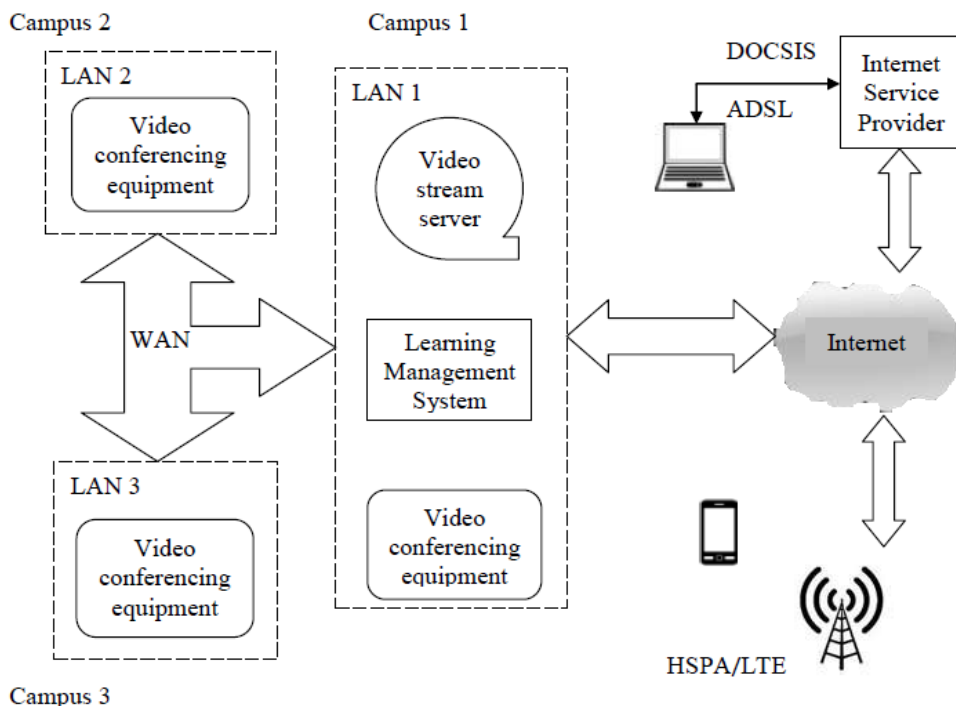 Campus 2
Campus 1
LAN 2
Video
conferencing
equipment
LAN 1
Video
stream
server
DOCSIS
ADSL
Internet
Service
Provider
WAN
Learning
Management
System
Internet
LAN 3
Video
conferencing
equipment
Video
conferencing
equipment
HSPA/LTE
Campus 3